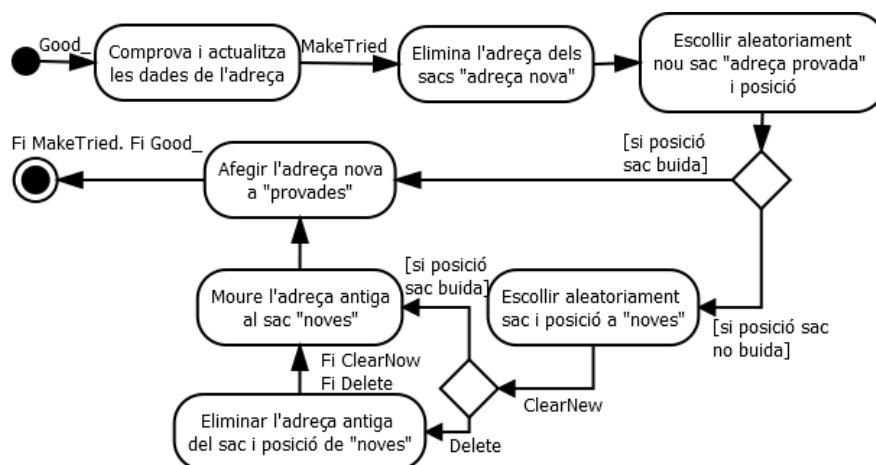 Good_
Comprova i actualitza
les dades de l'adreça
MakeTried
Elimina l'adreça dels
sacs "adreça nova"
Escollir aleatoriament
nou sac "adreça provada"
i posició
[si posició
sac buida]
Fi MakeTried. Fi Good_
Afegir l'adreça nova
a "provades"
Moure l'adreça antiga
al sac "noves"
[si posició
sac buida]
Escollir aleatoriament
sac i posició a "noves"
[si posició sac
no buida]
Fi ClearNow
Fi Delete
ClearNew
Eliminar l'adreça antiga
del sac i posició de "noves"
Delete